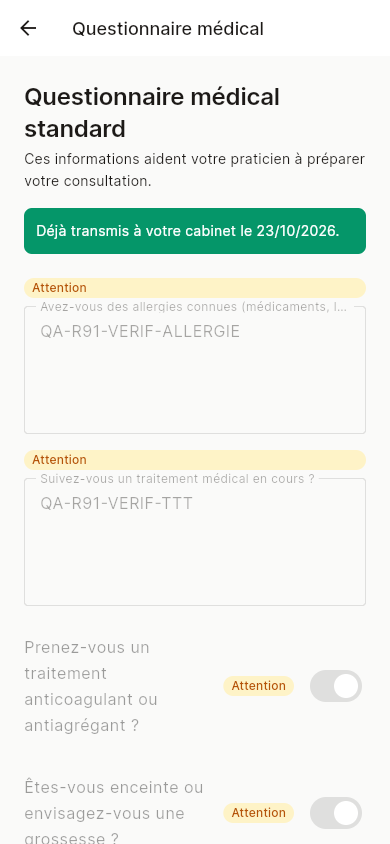 Questionnaire médical
Questionnaire médical
standard
Ces informations aident votre praticien à préparer
votre consultation.
Déjà transmis à votre cabinet le 23/10/2026.
Attention
Avez-vous des allergies connues (médicaments, l...
QA-R91-VERIF-ALLERGIE
Attention
Suivez-vous un traitement médical en cours ?
QA-R91-VERIF-TTT
Prenez-vous un
traitement
anticoagulant ou
antiagrégant ?
Attention
Êtes-vous enceinte ou
envisagez-vous une
grossesse ?
Attention